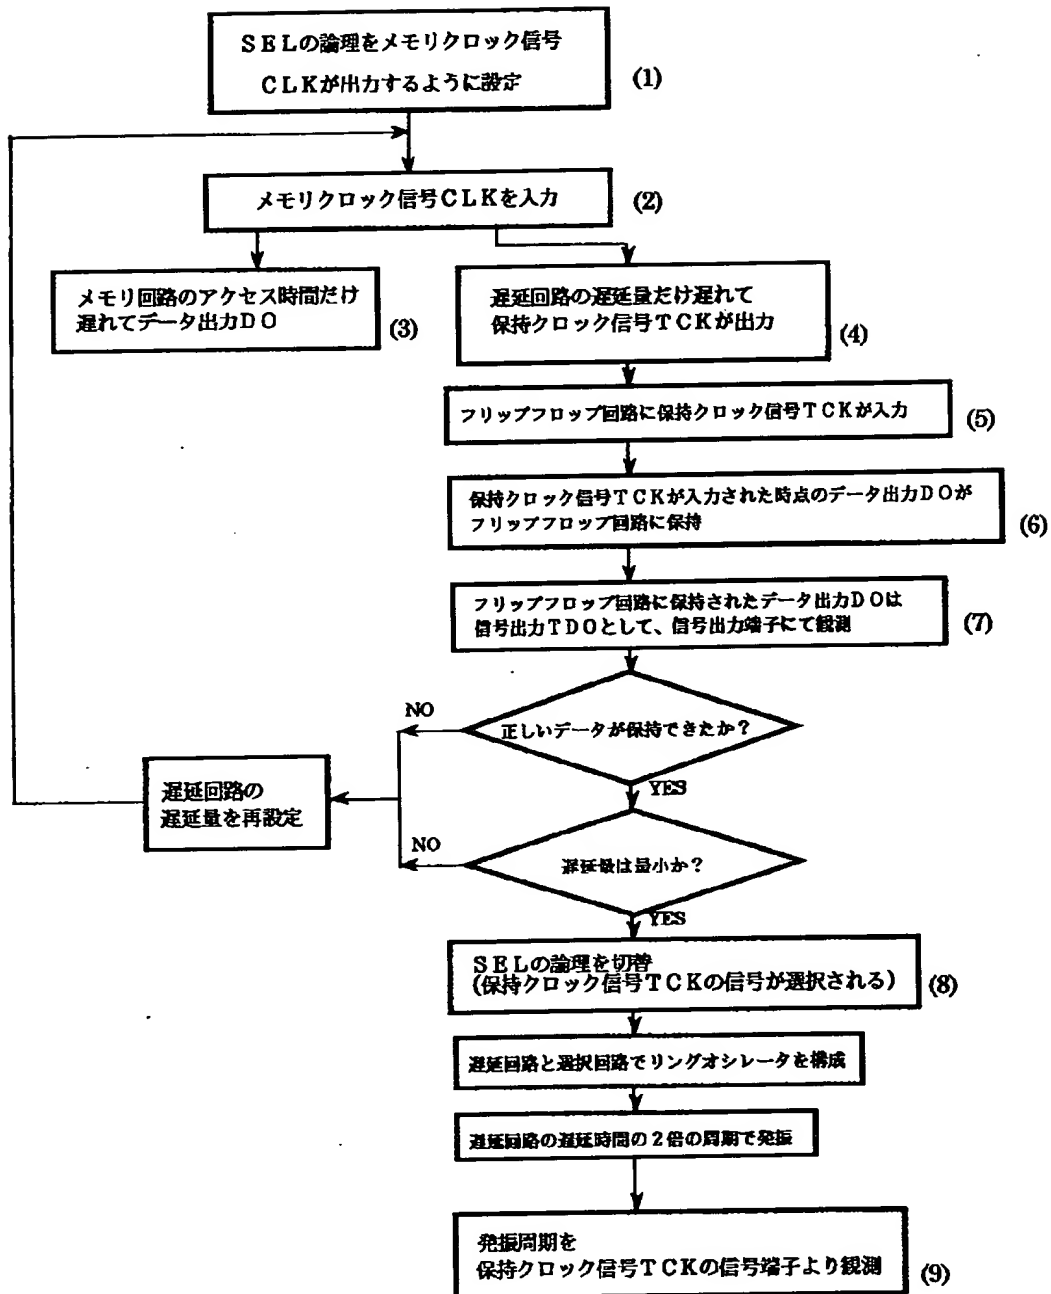 SELの論理をメモリクロック信号
CLKが出力するように設定
(1)
メモリクロック信号CLKを入力
(2)
メモリ回路のアクセス時間だけ
遅れてデータ出力DO
(3)
遅延回路の遅延量だけ遅れて
保持クロック信号TCKが出力
(4)
フリップフロップ回路に保持クロック信号TCKが入力
(5)
保持クロック信号TCKが入力された時点のデータ出力DOが
フリップフロップ回路に保持
(6)
フリップフロップ回路に保持されたデータ出力DOは
信号出力TDOとして、信号出力端子にて観測
(7)
NO
正しいデータが保持できたか?
YES
遅延回路の
遅延量を再設定
NO
遅延量は最小か?
YES
SELの論理を切替
(保持クロック信号TCKの信号が選択される)
(8)
遅延回路と選択回路でリングオシレータを構成
遅延回路の遅延時間の2倍の周期で発振
発振周期を
保持クロック信号TCKの信号端子より観測
(9)